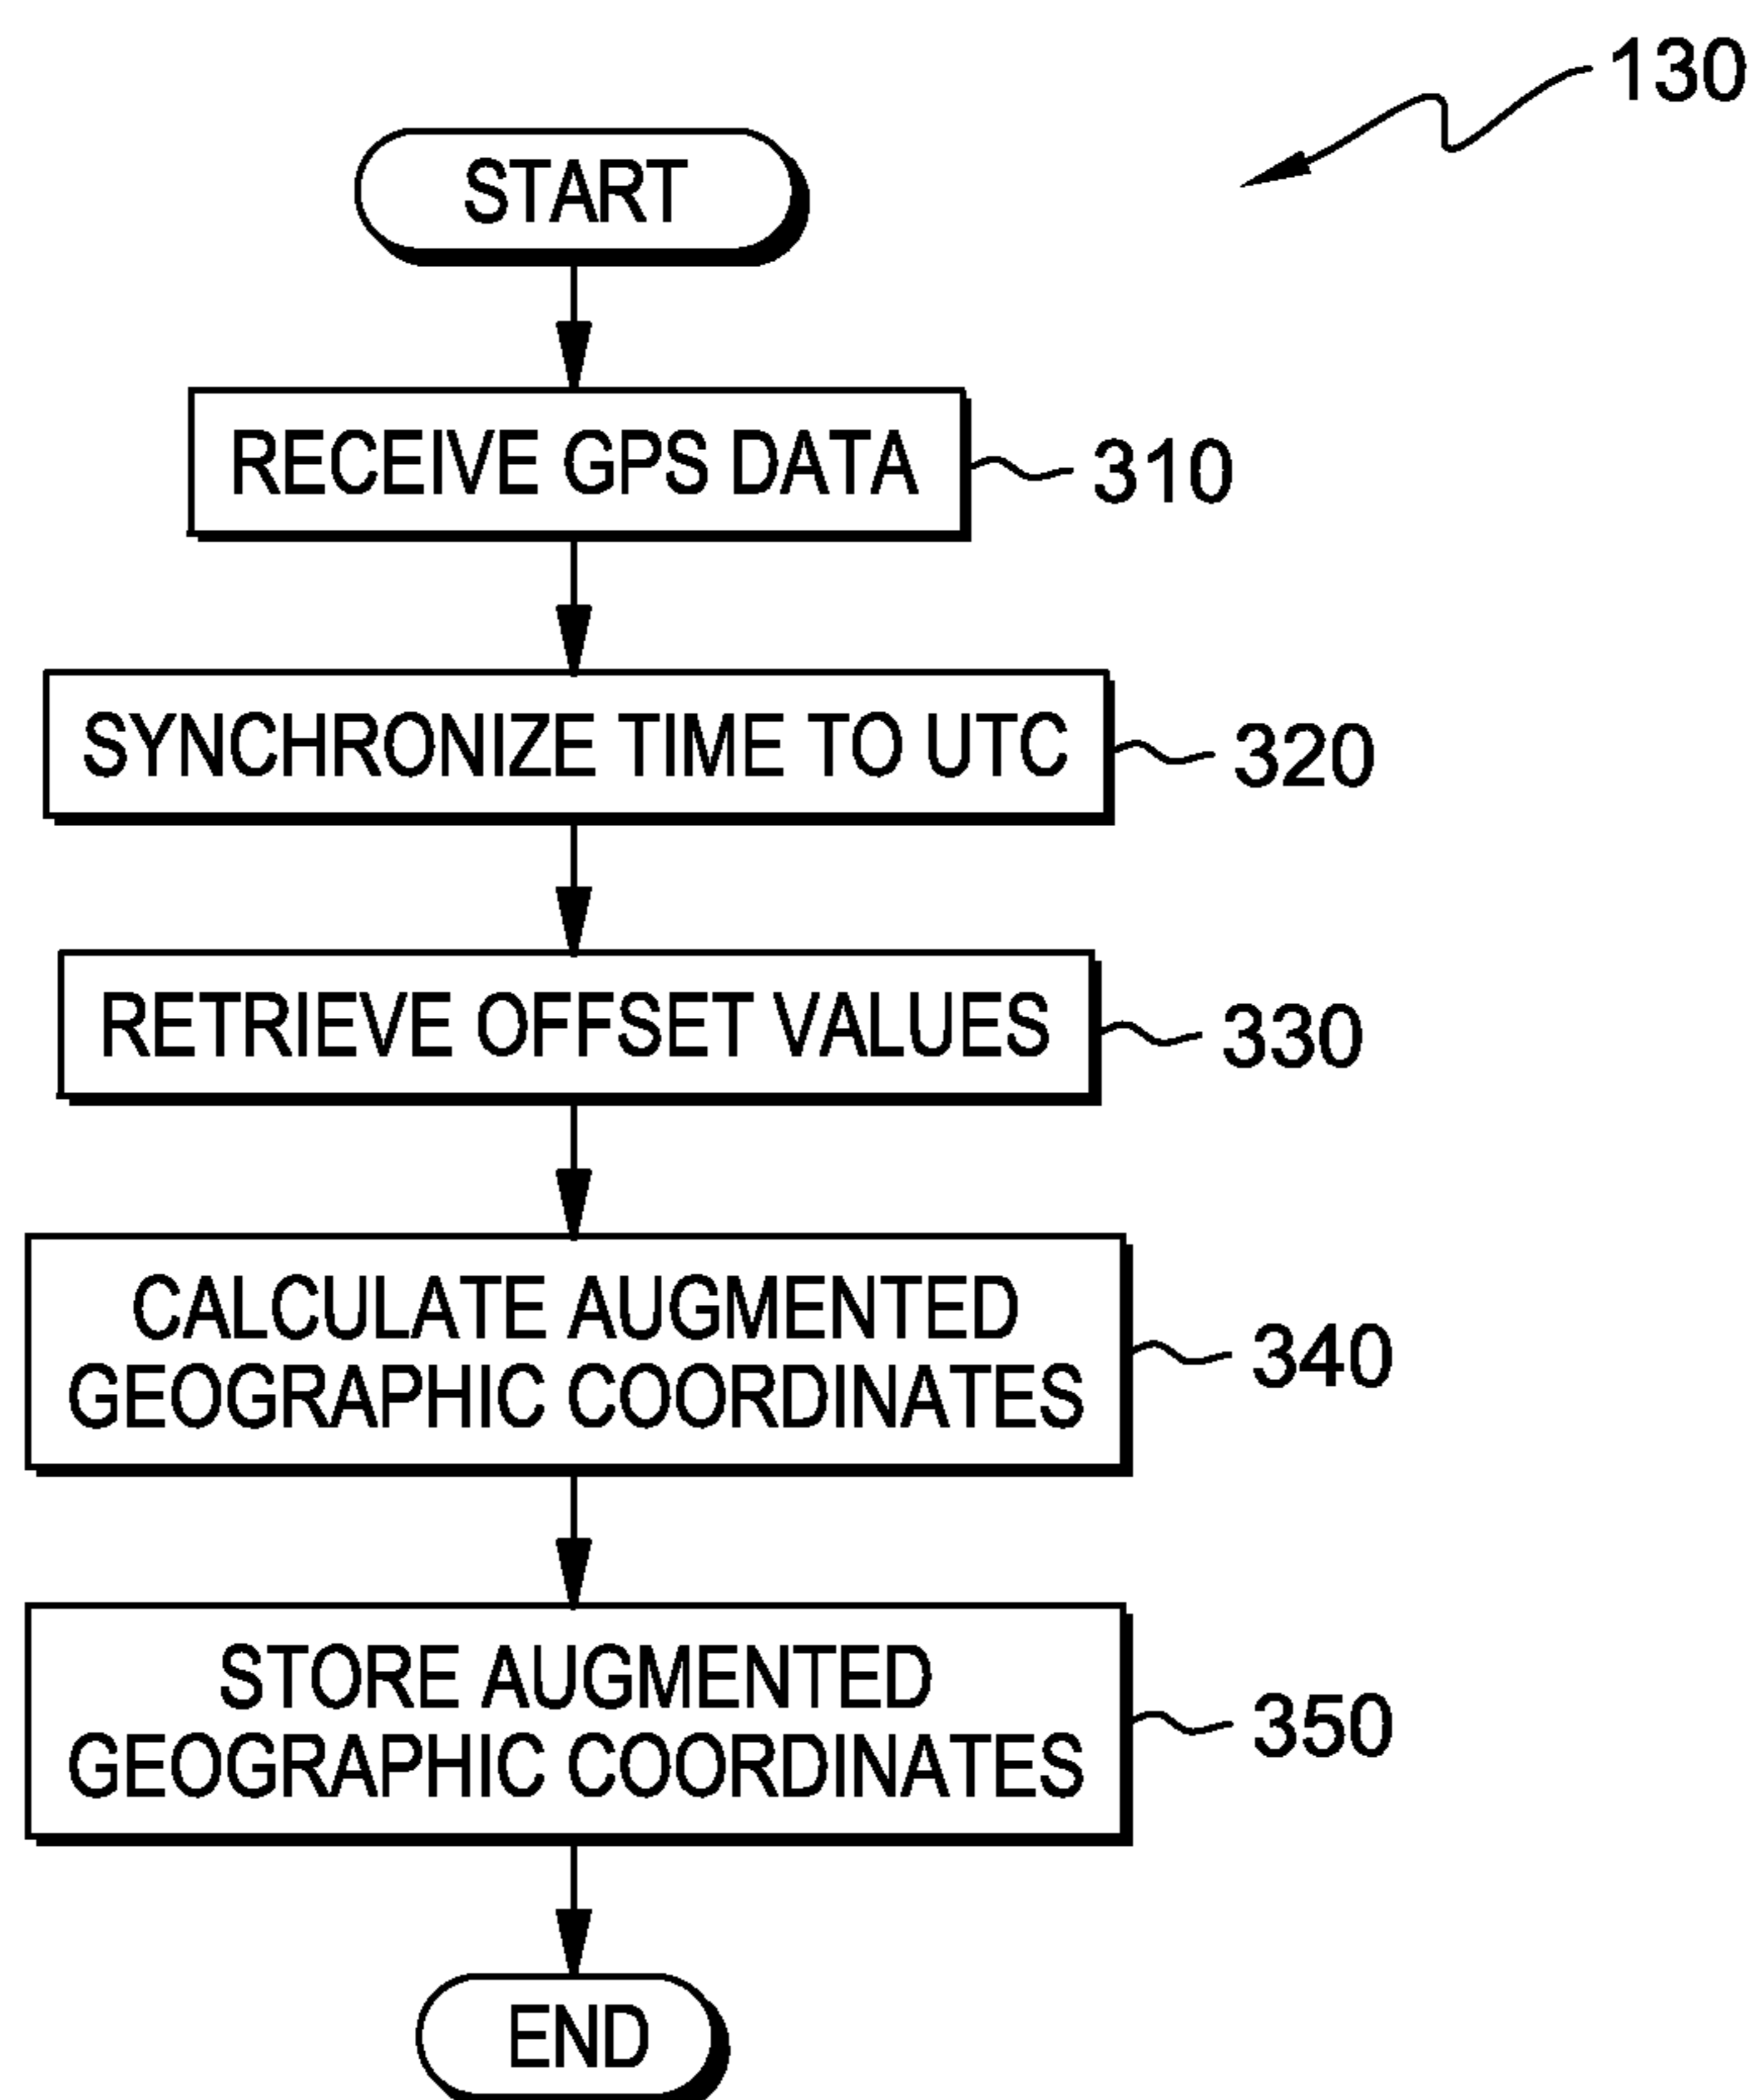 130
START
RECEIVE GPS DATA
310
SYNCHRONIZE TIME TO UTC
320
RETRIEVE OFFSET VALUES
330
CALCULATE AUGMENTED
GEOGRAPHIC COORDINATES
340
STORE AUGMENTED
GEOGRAPHIC COORDINATES
350
END